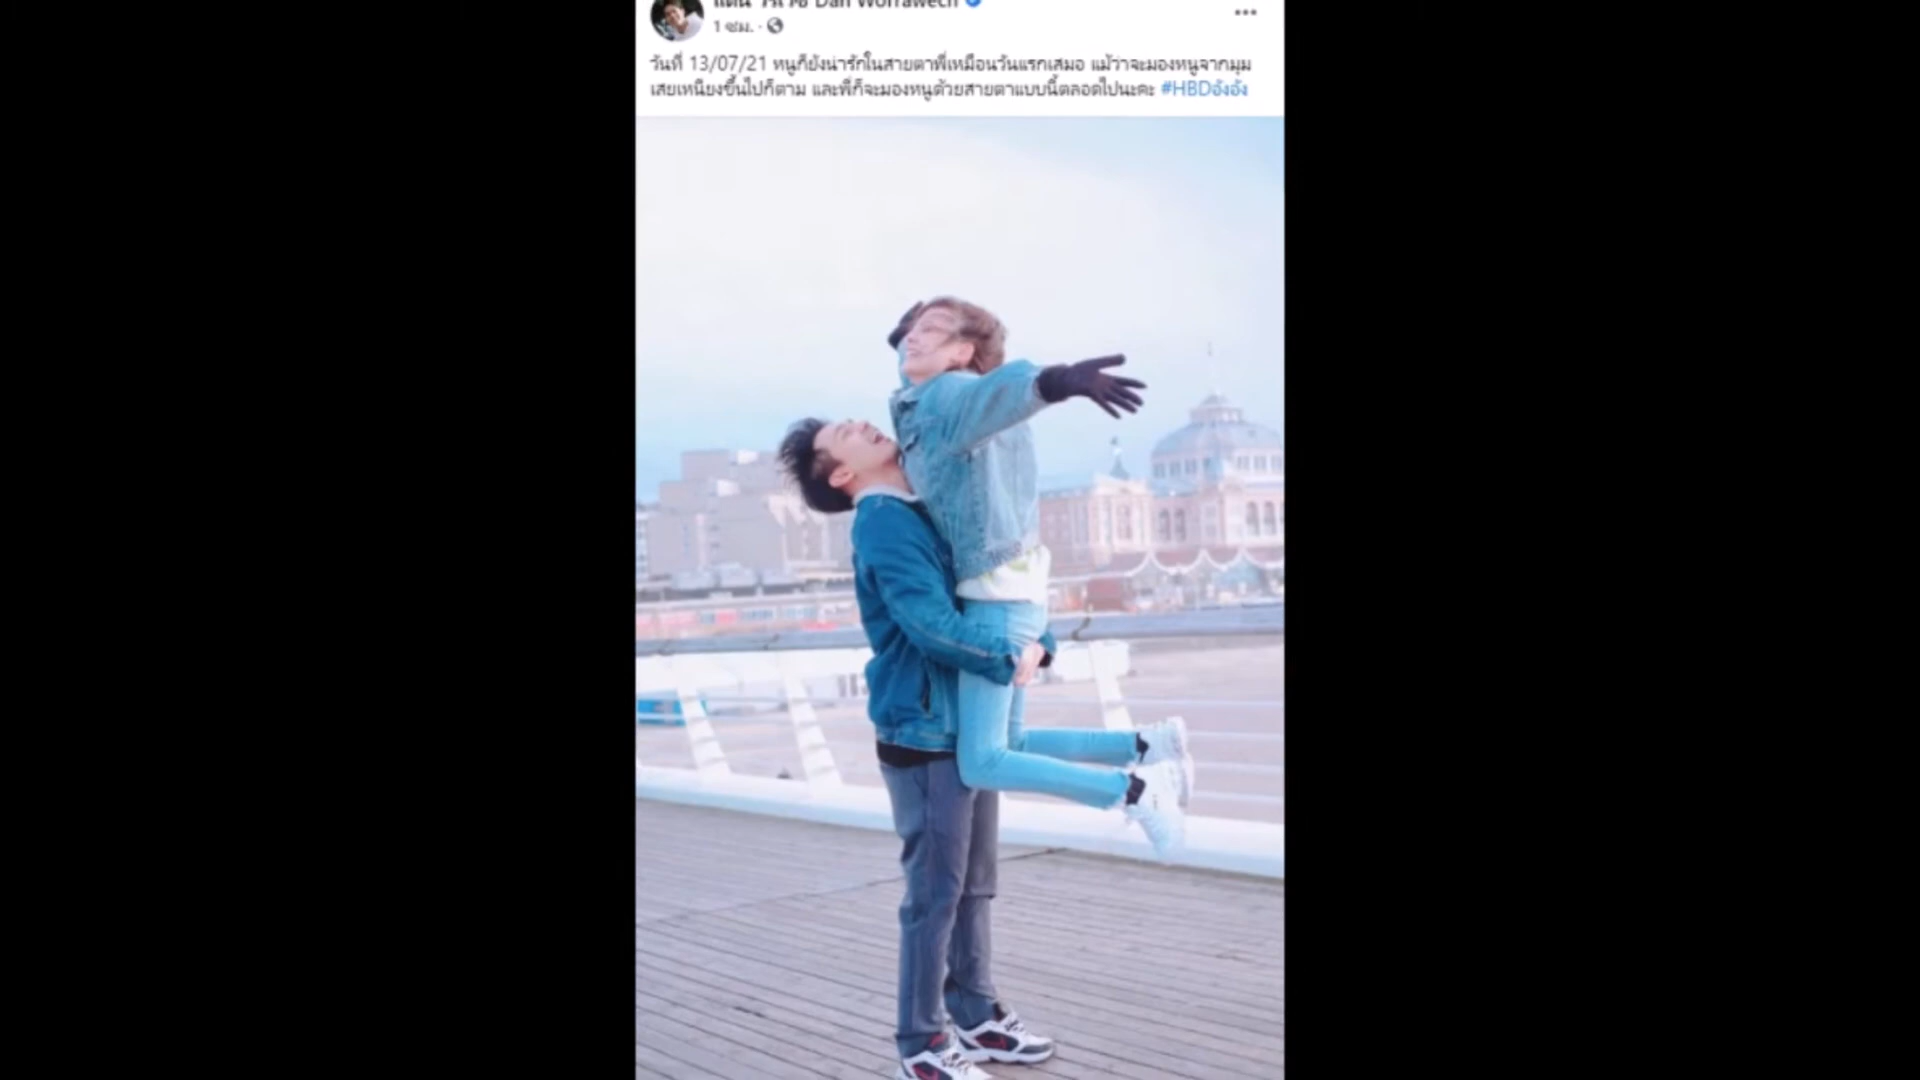 Dan Worrawech
1 ชม.
วันที่ 13/07/21 หนูก็ยังน่ารักในสายตาพี่เหมือนวันแรกเสมอ แม้ว่าจะมองหนูจากมุม
เสยเหนียงขึ้นไปก็ตาม และพี่ก็จะมองหนูด้วยสายตาแบบนี้ตลอดไปนะคะ #HBDอังอัง